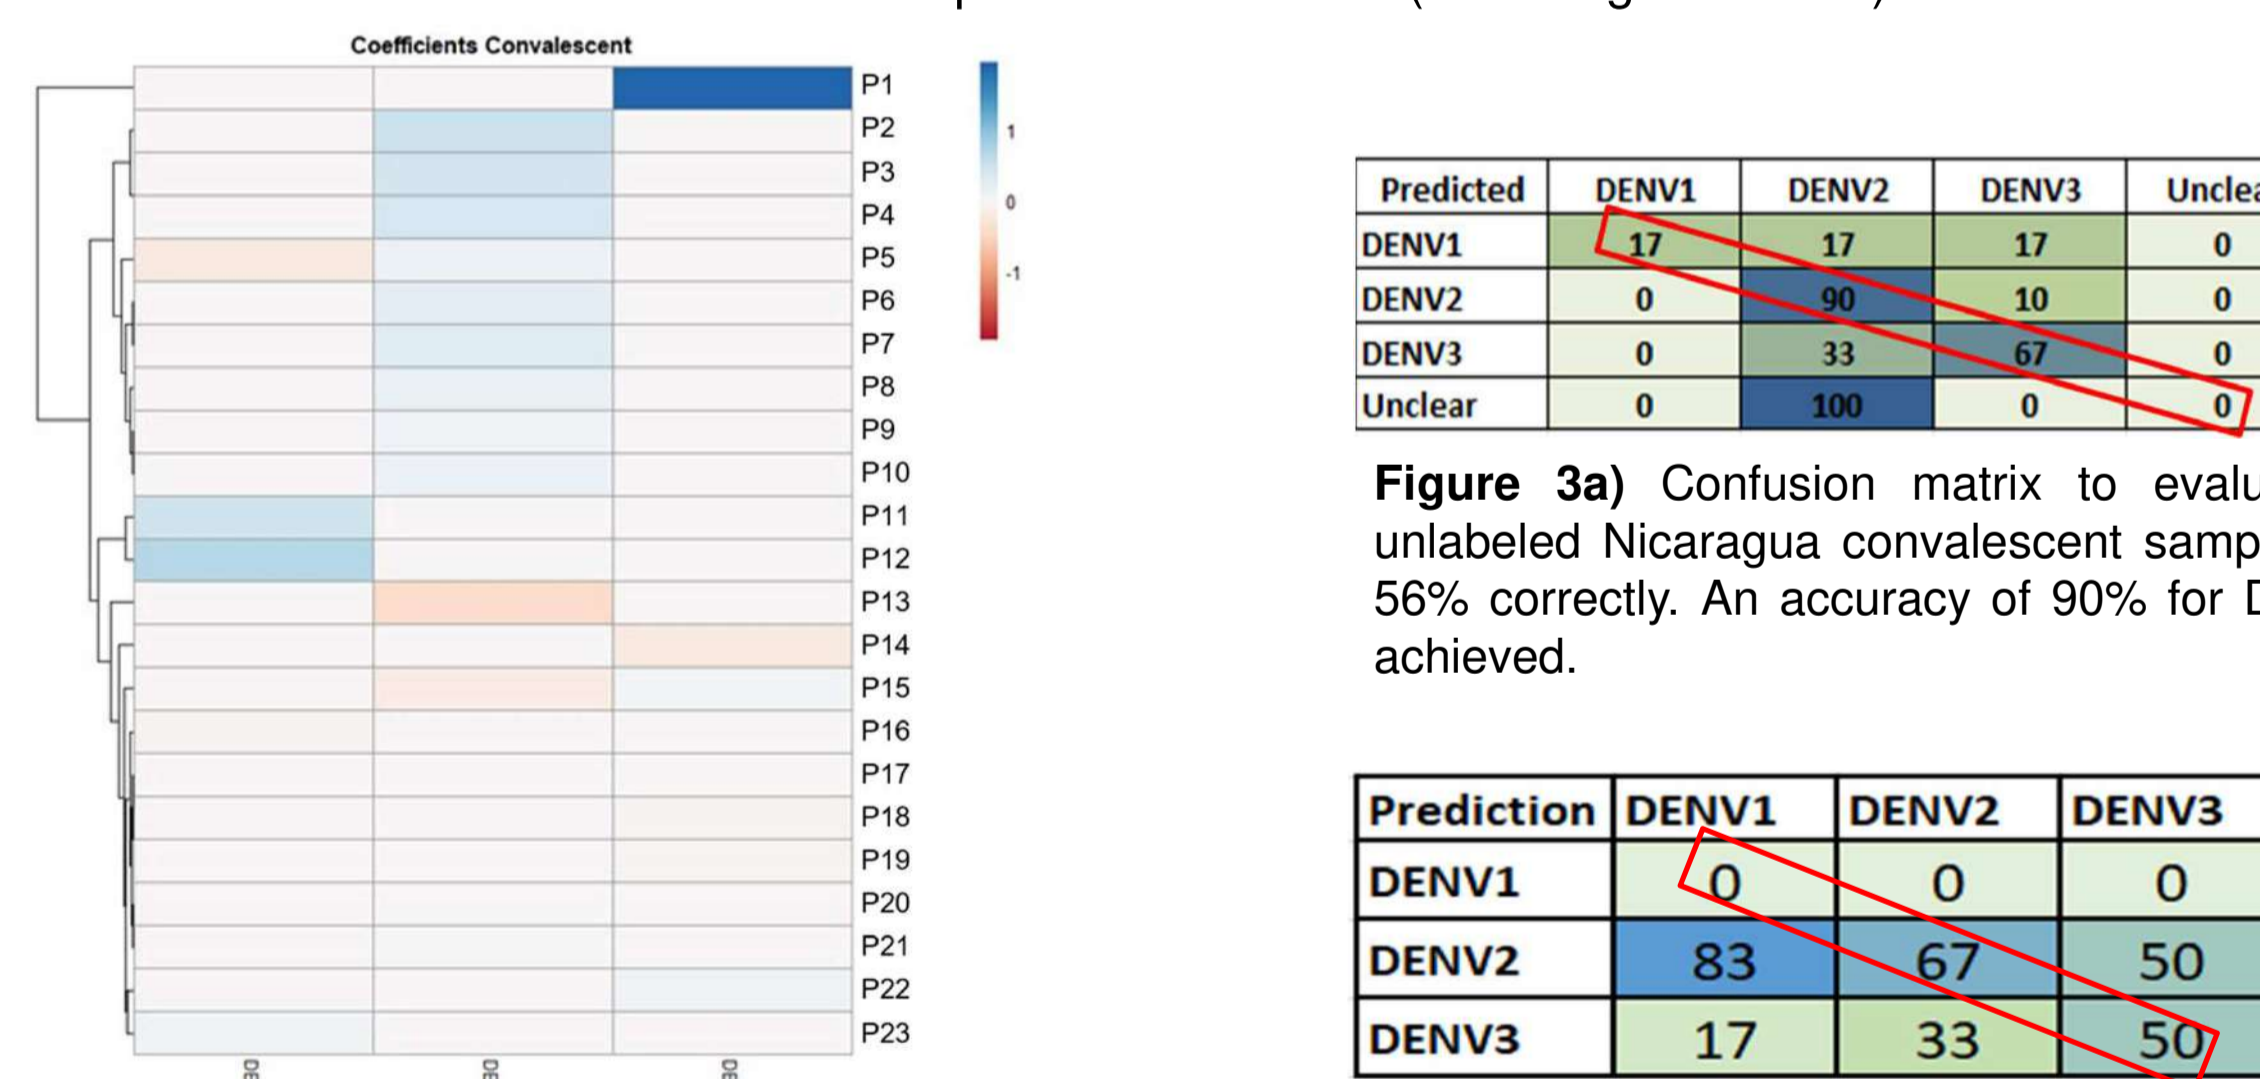 Coefficients Convalescent
P1
P2
P3
P4
P5
P6
P7
P8
P9
P10
P11
P12
P13
P14
P15
P16
P17
P18
P19
P20
P21
P22
P23
1
0
-1
Predicted DENV1 DENV2 DENV3
DENV1 17 17 17 0
DENV2 0 90 10 0
DENV3 0 33 67 0
Unclear 0 100 0 0
Figure 3a) Confusion matrix to
unlabeled Nicaragua convalescent
56% correctly. An accuracy of 90% for
achieved.
Prediction DENV1 DENV2 DENV3
DENV1 0 0 0
DENV2 83 67 50
DENV3 17 33 50